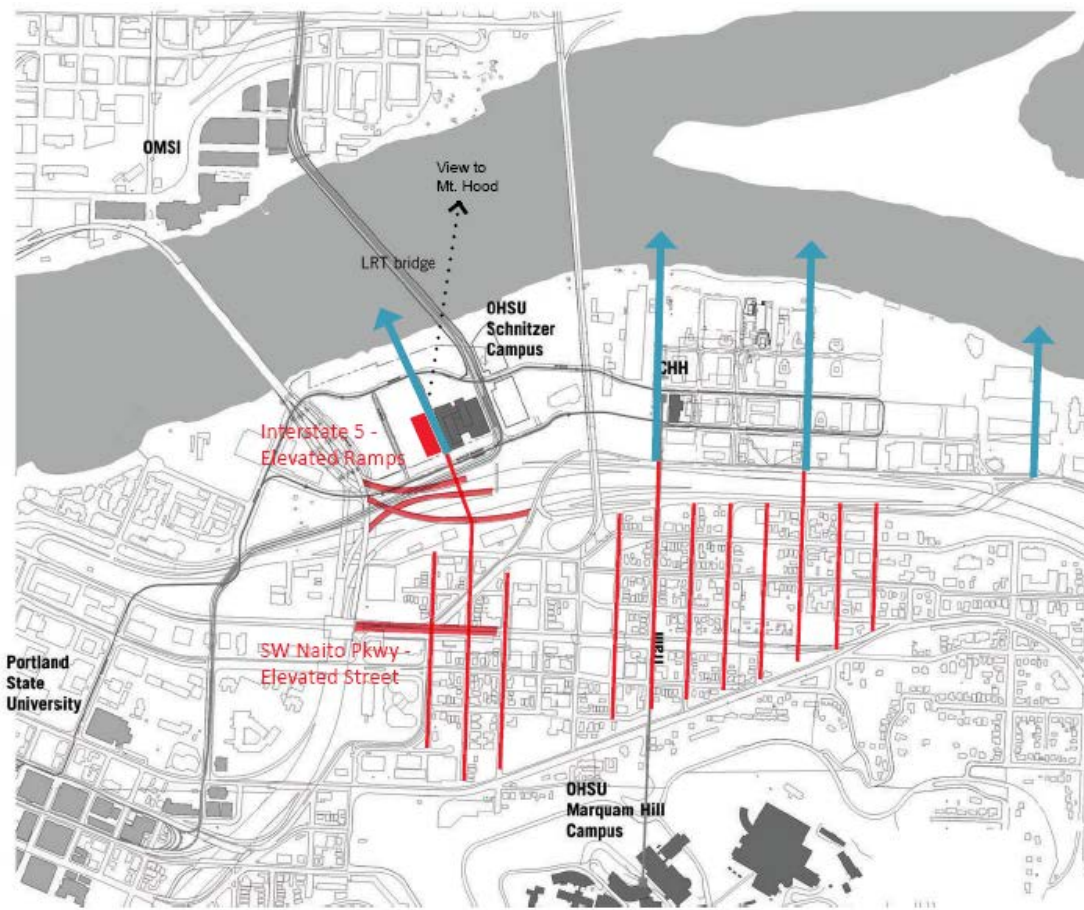 OMSI
View to
Mt. Hood
LRT bridge
OHSU
Schnitzer
Campus
CHH
Interstate 5 -
Elevated Ramps
SW Naito Pkwy -
Elevated Street
Tram
Portland
State
University
OHSU
Marquam Hill
Campus